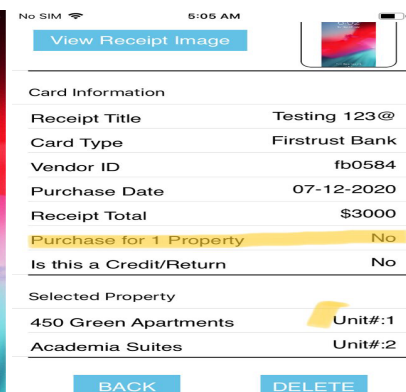 No SIM 5:05 AM
View Receipt Image
Card Information
Receipt Title Testing 123@
Card Type Firstrust Bank
Vendor ID fb0584
Purchase Date 07-12-2020
Receipt Total $3000
Purchase for 1 Property No
Is this a Credit/Return No
Selected Property
450 Green Apartments Unit#:1
Academia Suites Unit#:2
BACK DELETE